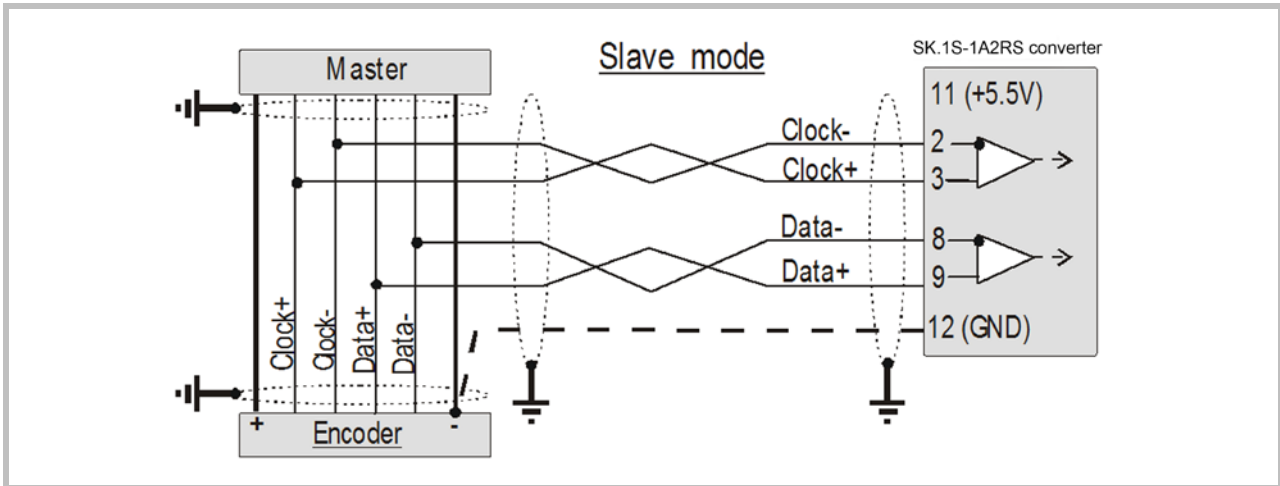 Slave mode
SK.1S-1A2RS converter
Master
11 (+5.5V)
Clock-
2
Clock+
3
Data-
8
Data+
9
12 (GND)
Clock+
Clock-
Data+
Data-
+
Encoder
-